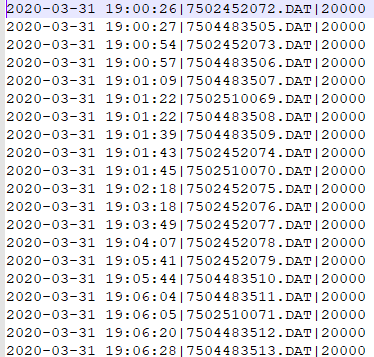 2020-03-31 19:00:26|7502452072.DAT|20000
2020-03-31 19:00:27|7504483505.DAT|20000
2020-03-31 19:00:54|7502452073.DAT|20000
2020-03-31 19:00:57|7504483506.DAT|20000
2020-03-31 19:01:09|7504483507.DAT|20000
2020-03-31 19:01:22|7502510069.DAT|20000
2020-03-31 19:01:22|7504483508.DAT|20000
2020-03-31 19:01:39|7504483509.DAT|20000
2020-03-31 19:01:43|7502452074.DAT|20000
2020-03-31 19:01:45|7502510070.DAT|20000
2020-03-31 19:02:18|7502452075.DAT|20000
2020-03-31 19:03:18|7502452076.DAT|20000
2020-03-31 19:03:49|7502452077.DAT|20000
2020-03-31 19:04:07|7502452078.DAT|20000
2020-03-31 19:05:41|7502452079.DAT|20000
2020-03-31 19:05:44|7504483510.DAT|20000
2020-03-31 19:06:04|7504483511.DAT|20000
2020-03-31 19:06:05|7502510071.DAT|20000
2020-03-31 19:06:20|7504483512.DAT|20000
2020-03-31 19:06:28|7504483513.DAT|20000